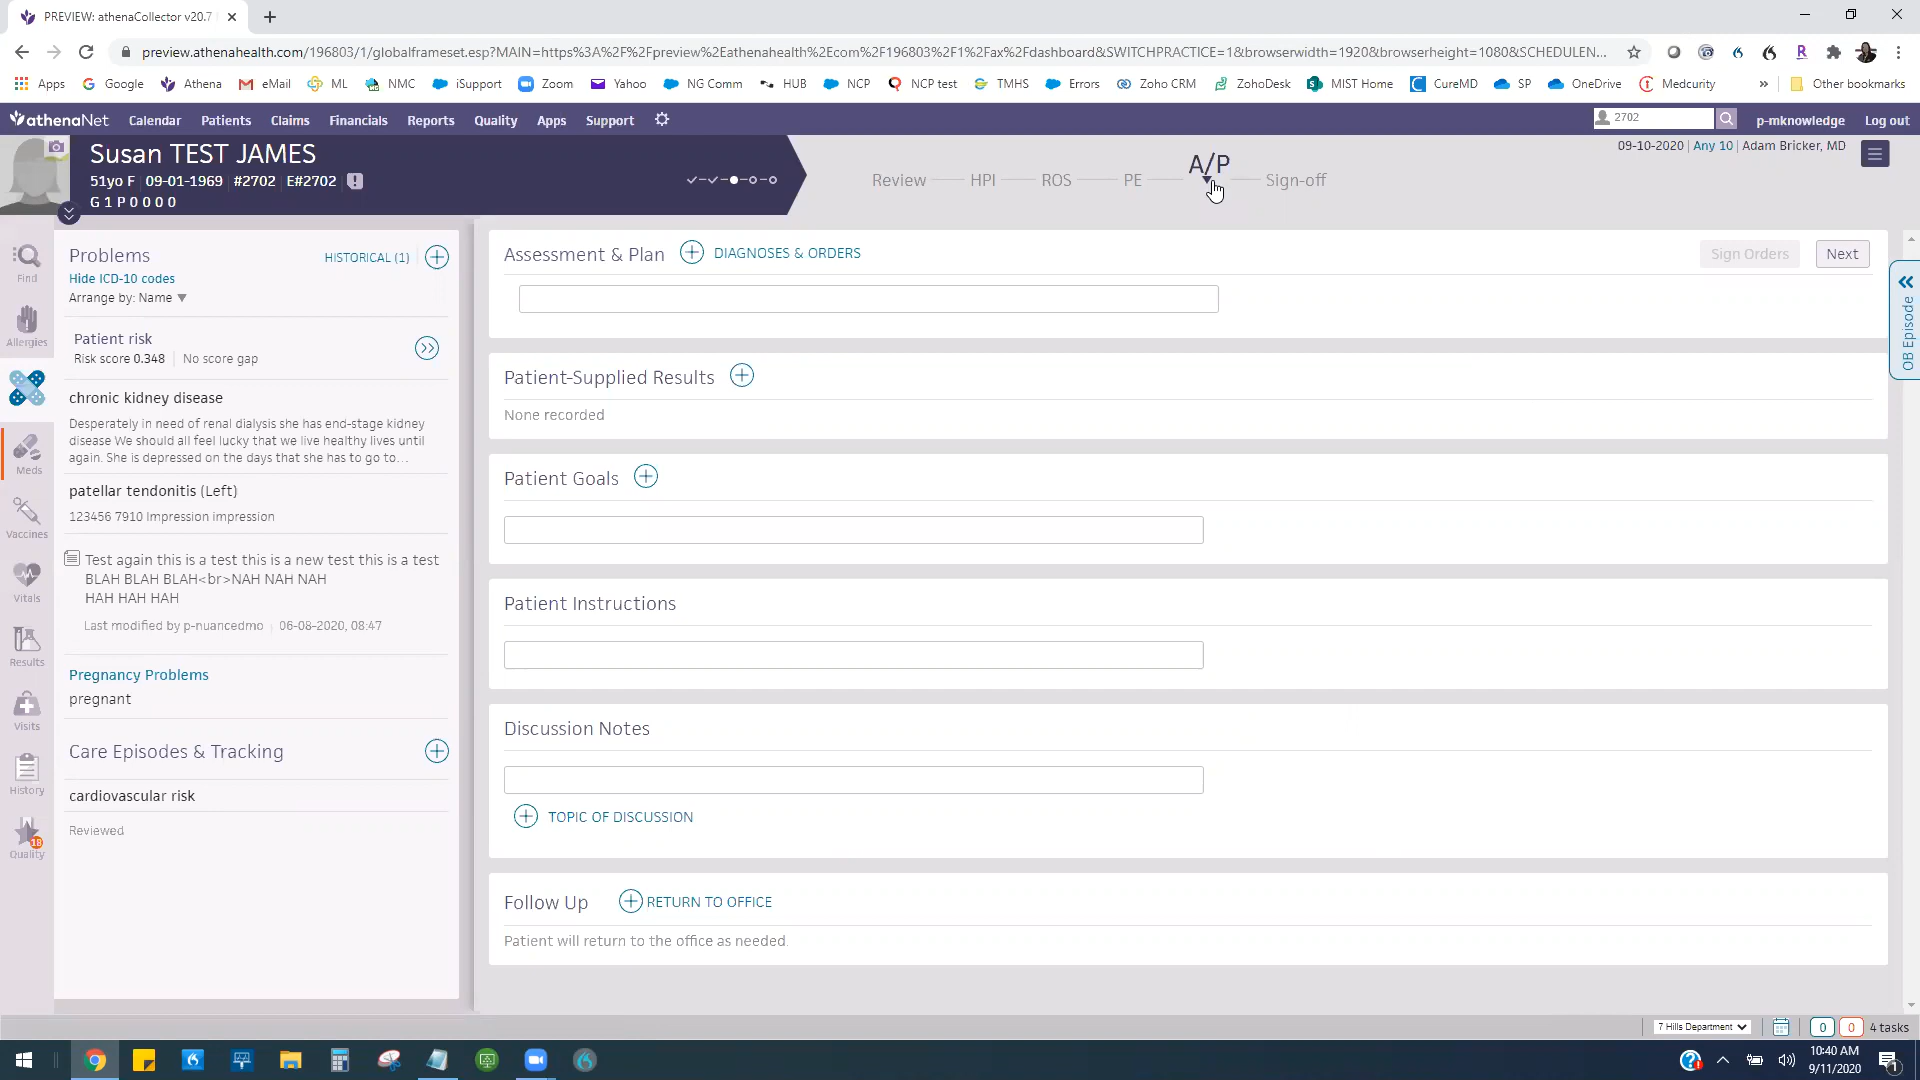 PREVIEW: athenaCollector v20.7
preview.athenahealth.com/196803/1/globalframeset.esp?MAIN=https%3A%2F%2Fpreview%2Eathenahealth%2Ecom%2F196803%2F1%2Fax%2Fdashboard&SWITCHPRACTICE=1&browserwidth=1920&browserheight=1080&SCHEDULEN...
Apps Google Athena eMail ML NMC iSupport Zoom Yahoo NG Comm HUB NCP NCP test TMHS Errors Zoho CRM ZohoDesk MIST Home CureMD SP OneDrive Medcurity » Other bookmarks
athenaNet Calendar Patients Claims Financials Reports Quality Apps Support 2702 p-mknowledge Log out
Susan TEST JAMES
51yo F 09-01-1969 #2702 E#2702
G 1 P 0 0 0 0
Review HPI ROS PE A/P Sign-off
09-10-2020 | Any 10 | Adam Bricker, MD
Find
Allergies
Meds
Vaccines
Vitals
Results
Visits
History
18
Quality
Problems HISTORICAL (1)
Hide ICD-10 codes
Arrange by: Name
Patient risk
Risk score 0.348 No score gap
chronic kidney disease
Desperately in need of renal dialysis she has end-stage kidney
disease We should all feel lucky that we live healthy lives until
again. She is depressed on the days that she has to go to...
patellar tendonitis (Left)
123456 7910 Impression impression
Test again this is a test this is a new test this is a test
BLAH BLAH BLAH<br>NAH NAH NAH
HAH HAH HAH
Last modified by p-nuancedmo 06-08-2020, 08:47
Pregnancy Problems
pregnant
Care Episodes & Tracking
cardiovascular risk
Reviewed
Assessment & Plan DIAGNOSES & ORDERS Sign Orders Next
Patient-Supplied Results
None recorded
Patient Goals
Patient Instructions
Discussion Notes
TOPIC OF DISCUSSION
Follow Up RETURN TO OFFICE
Patient will return to the office as needed.
OB Episode
7 Hills Department 0 0 4 tasks
10:40 AM
9/11/2020
1